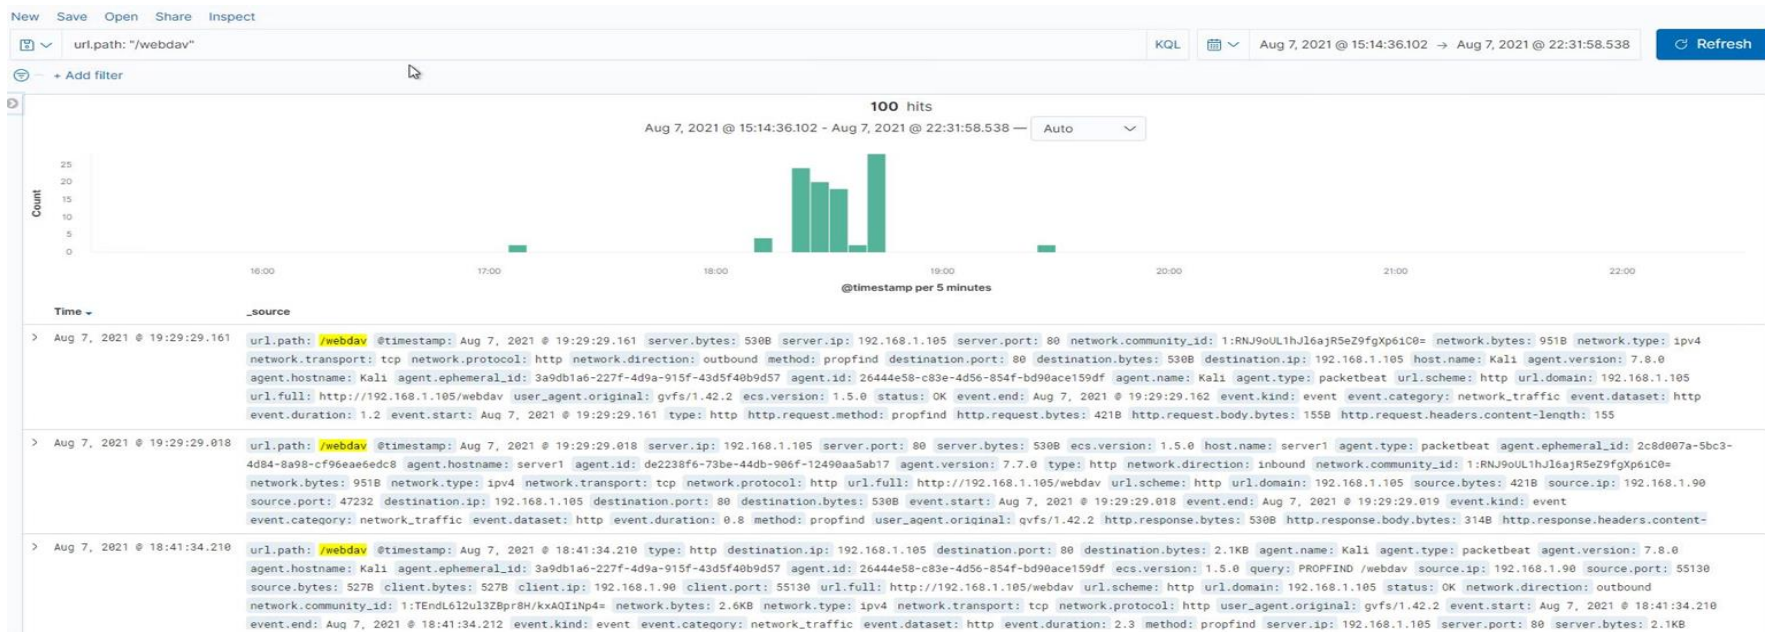 New Save Open Share Inspect
url.path: "/webdav" KQL Aug 7, 2021 @ 15:14:36.102 → Aug 7, 2021 @ 22:31:58.538 Refresh
+ Add filter
100 hits
Aug 7, 2021 @ 15:14:36.102 - Aug 7, 2021 @ 22:31:58.538 — Auto
25
20
15
10
5
0
Count
16:00 17:00 18:00 19:00 20:00 21:00 22:00
@timestamp per 5 minutes
Time _source
Aug 7, 2021 @ 19:29:29.161 url.path: /webdav @timestamp: Aug 7, 2021 @ 19:29:29.161 server.bytes: 530B server.ip: 192.168.1.105 server.port: 80 network.community_id: 1:RNJ9oUL1hJl6ajR5eZ9fgXp6iC0= network.bytes: 951B network.type: ipv4
network.transport: tcp network.protocol: http network.direction: outbound method: propfind destination.port: 80 destination.bytes: 530B destination.ip: 192.168.1.105 host.name: Kali agent.version: 7.8.0
agent.hostname: Kali agent.ephemeral_id: 3a9db1a6-227f-4d9a-915f-43d5f40b9d57 agent.id: 26444e58-c83e-4d56-854f-bd90ace159df agent.name: Kali agent.type: packetbeat url.scheme: http url.domain: 192.168.1.105
url.full: http://192.168.1.105/webdav user_agent.original: gvfs/1.42.2 ecs.version: 1.5.0 status: OK event.end: Aug 7, 2021 @ 19:29:29.162 event.kind: event event.category: network_traffic event.dataset: http
event.duration: 1.2 event.start: Aug 7, 2021 @ 19:29:29.161 type: http http.request.method: propfind http.request.bytes: 421B http.request.body.bytes: 155B http.request.headers.content-length: 155
Aug 7, 2021 @ 19:29:29.018 url.path: /webdav @timestamp: Aug 7, 2021 @ 19:29:29.018 server.ip: 192.168.1.105 server.port: 80 server.bytes: 530B ecs.version: 1.5.0 host.name: server1 agent.type: packetbeat agent.ephemeral_id: 2c8d007a-5bc3-
4d84-8a98-cf96eae6edc8 agent.hostname: server1 agent.id: de2238f6-73be-44db-906f-12490aa5ab17 agent.version: 7.7.0 type: http network.direction: inbound network.community_id: 1:RNJ9oUL1hJl6ajR5eZ9fgXp6iC0=
network.bytes: 951B network.type: ipv4 network.transport: tcp network.protocol: http url.full: http://192.168.1.105/webdav url.scheme: http url.domain: 192.168.1.105 source.bytes: 421B source.ip: 192.168.1.90
source.port: 47232 destination.ip: 192.168.1.105 destination.port: 80 destination.bytes: 530B event.start: Aug 7, 2021 @ 19:29:29.018 event.end: Aug 7, 2021 @ 19:29:29.019 event.kind: event
event.category: network_traffic event.dataset: http event.duration: 0.8 method: propfind user_agent.original: gvfs/1.42.2 http.response.bytes: 530B http.response.body.bytes: 314B http.response.headers.content-
Aug 7, 2021 @ 18:41:34.210 url.path: /webdav @timestamp: Aug 7, 2021 @ 18:41:34.210 type: http destination.ip: 192.168.1.105 destination.port: 80 destination.bytes: 2.1KB agent.name: Kali agent.type: packetbeat agent.version: 7.8.0
agent.hostname: Kali agent.ephemeral_id: 3a9db1a6-227f-4d9a-915f-43d5f40b9d57 agent.id: 26444e58-c83e-4d56-854f-bd90ace159df ecs.version: 1.5.0 query: PROPFIND /webdav source.ip: 192.168.1.90 source.port: 55130
source.bytes: 527B client.bytes: 527B client.ip: 192.168.1.90 client.port: 55130 url.full: http://192.168.1.105/webdav url.scheme: http url.domain: 192.168.1.105 status: OK network.direction: outbound
network.community_id: 1:TEndL6l2ul3ZBpr8H/kxAQIiNp4= network.bytes: 2.6KB network.type: ipv4 network.transport: tcp network.protocol: http user_agent.original: gvfs/1.42.2 event.start: Aug 7, 2021 @ 18:41:34.210
event.end: Aug 7, 2021 @ 18:41:34.212 event.kind: event event.category: network_traffic event.dataset: http event.duration: 2.3 method: propfind server.ip: 192.168.1.105 server.port: 80 server.bytes: 2.1KB